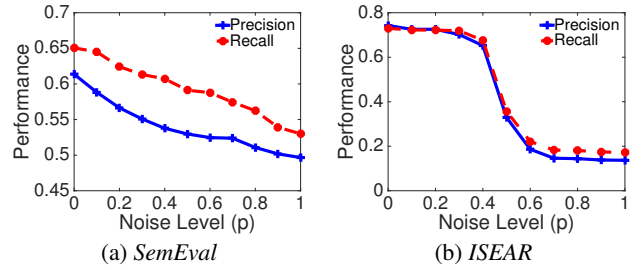 0.7
0.65
0.6
0.55
0.5
0.45
Performance
Precision
Recall
0 0.2 0.4 0.6 0.8 1
Noise Level (p)
(a) SemEval
0.8
0.6
0.4
0.2
0
Performance
Precision
Recall
0 0.2 0.4 0.6 0.8 1
Noise Level (p)
(b) ISEAR